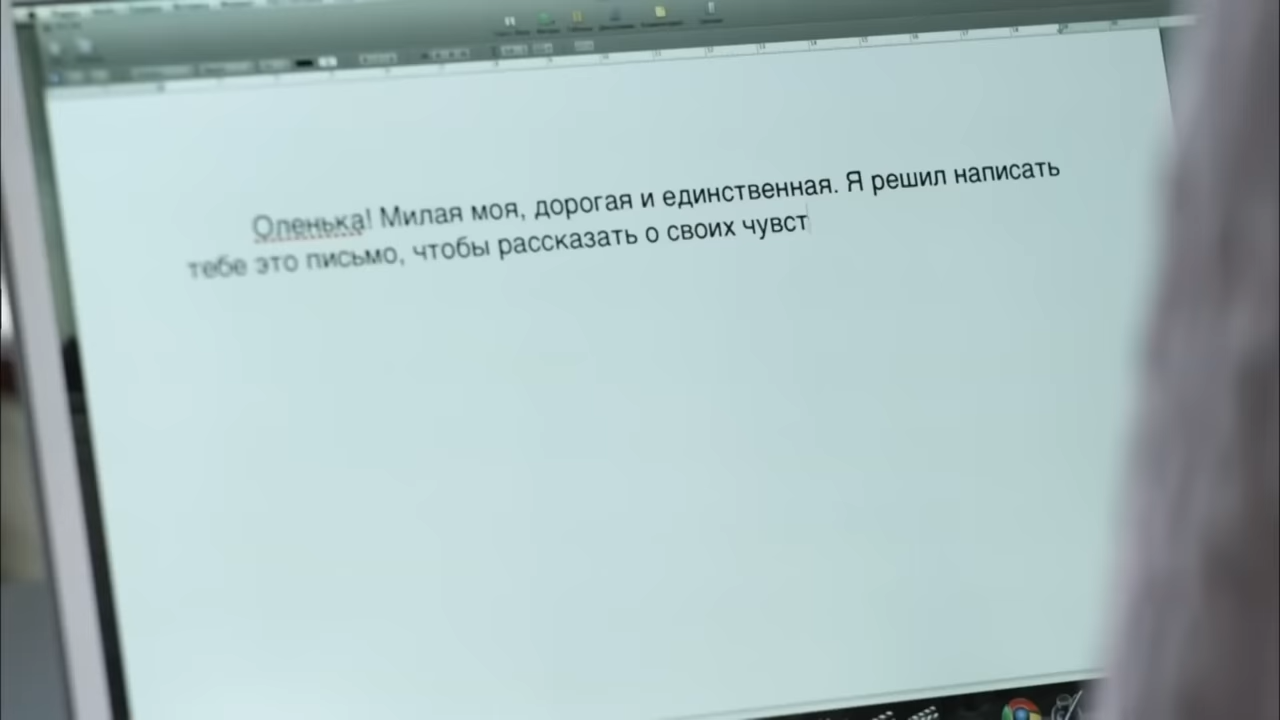 Оленька! Милая моя, дорогая и единственная. Я решил написать
тебе это письмо, чтобы рассказать о своих чувст